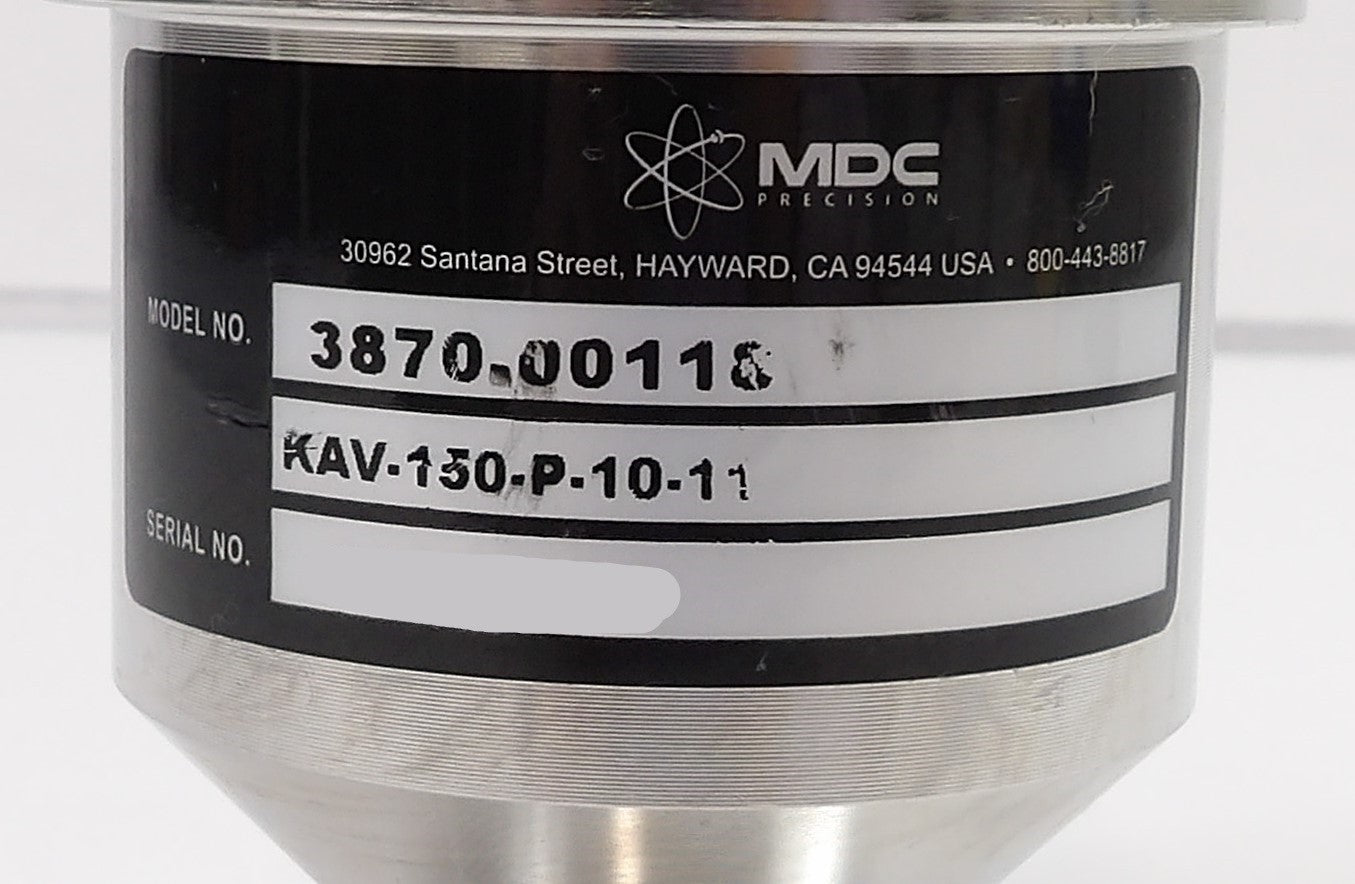 MDC
PRECISION
30962 Santana Street, HAYWARD, CA 94544 USA • 800-443-8817
MODEL NO.
3870-00118
KAV-150-P-10-11
SERIAL NO.